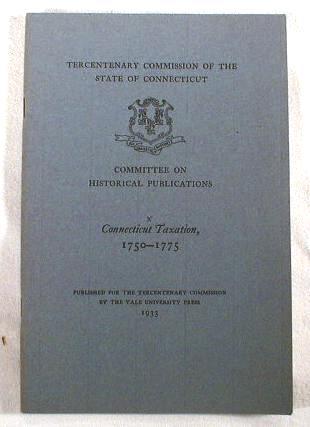 TERCENTENARY COMMISSION OF THE
STATE OF CONNECTICUT
COMMITTEE ON
HISTORICAL PUBLICATIONS
X
Connecticut Taxation,
1750–1775
PUBLISHED FOR THE TERCENTENARY COMMISSION
BY THE YALE UNIVERSITY PRESS
1933